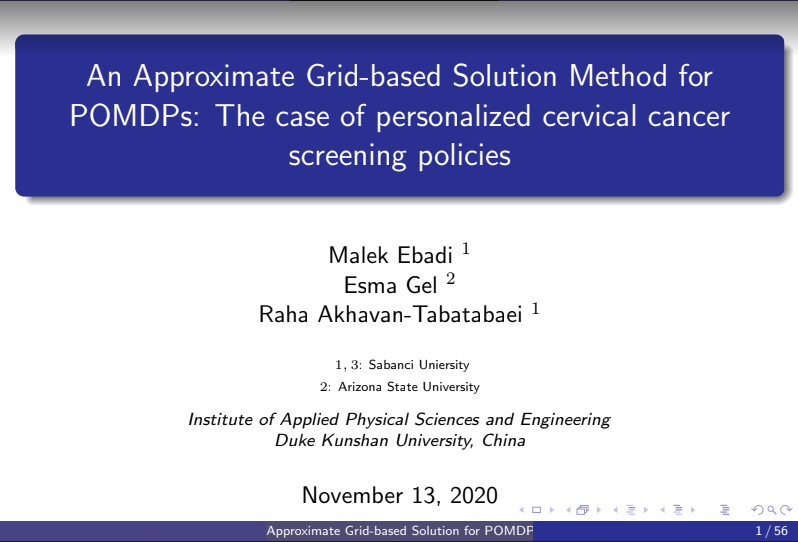 An Approximate Grid-based Solution Method for
POMDPs: The case of personalized cervical cancer
screening policies
Malek Ebadi 1
Esma Gel 2
Raha Akhavan-Tabatabaei 1
1, 3: Sabanci Uniersity
2: Arizona State University
Institute of Applied Physical Sciences and Engineering
Duke Kunshan University, China
November 13, 2020
Approximate Grid-based Solution for POMDP
1 / 56